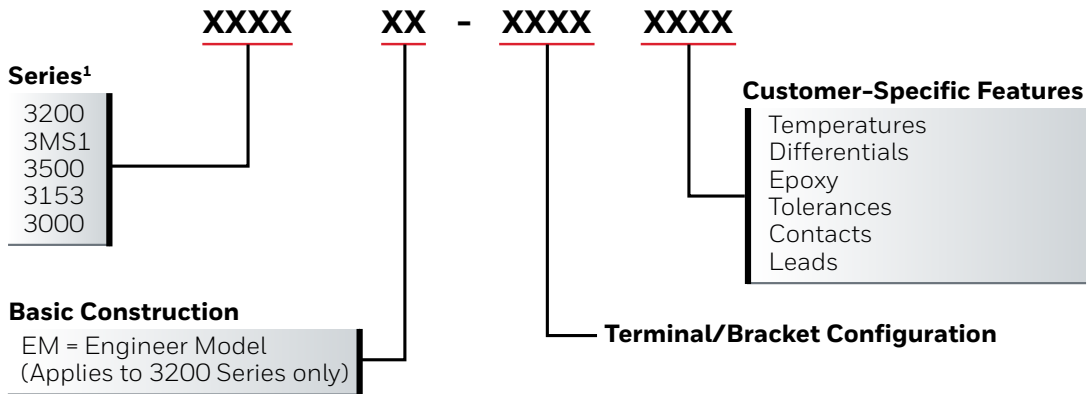 XXXX XX - XXXX XXXX
Series¹
3200
3MS1
3500
3153
3000
Customer-Specific Features
Temperatures
Differentials
Epoxy
Tolerances
Contacts
Leads
Basic Construction
EM = Engineer Model
(Applies to 3200 Series only)
Terminal/Bracket Configuration